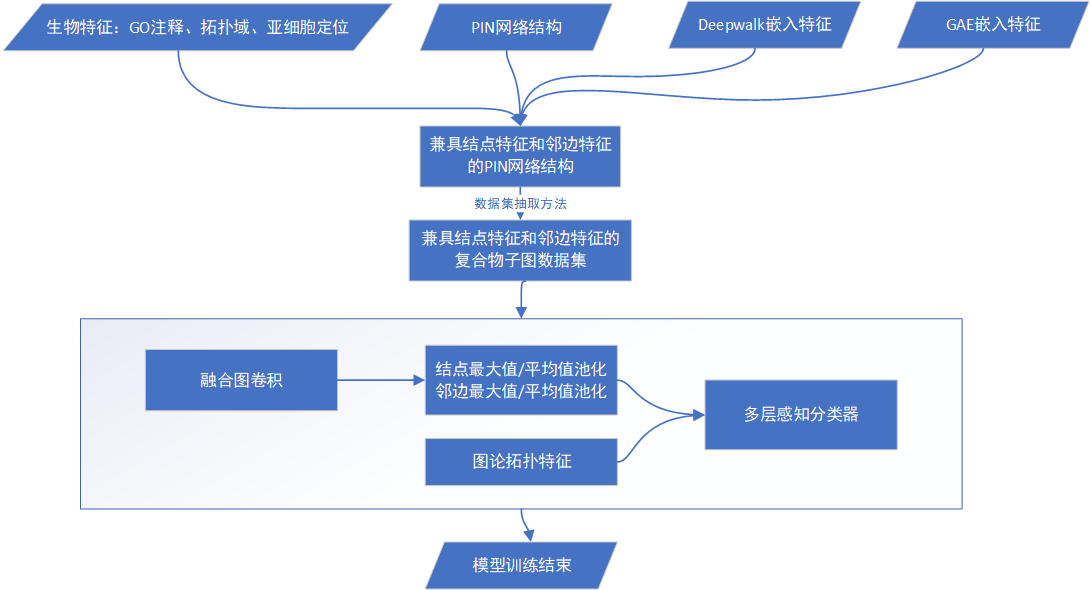 生物特征：GO注释、拓扑域、亚细胞定位
PIN网络结构
Deepwalk嵌入特征
GAE嵌入特征
兼具结点特征和邻边特征
的PIN网络结构
数据集抽取方法
兼具结点特征和邻边特征的
复合物子图数据集
融合图卷积
结点最大值/平均值池化
邻边最大值/平均值池化
多层感知分类器
图论拓扑特征
模型训练结束